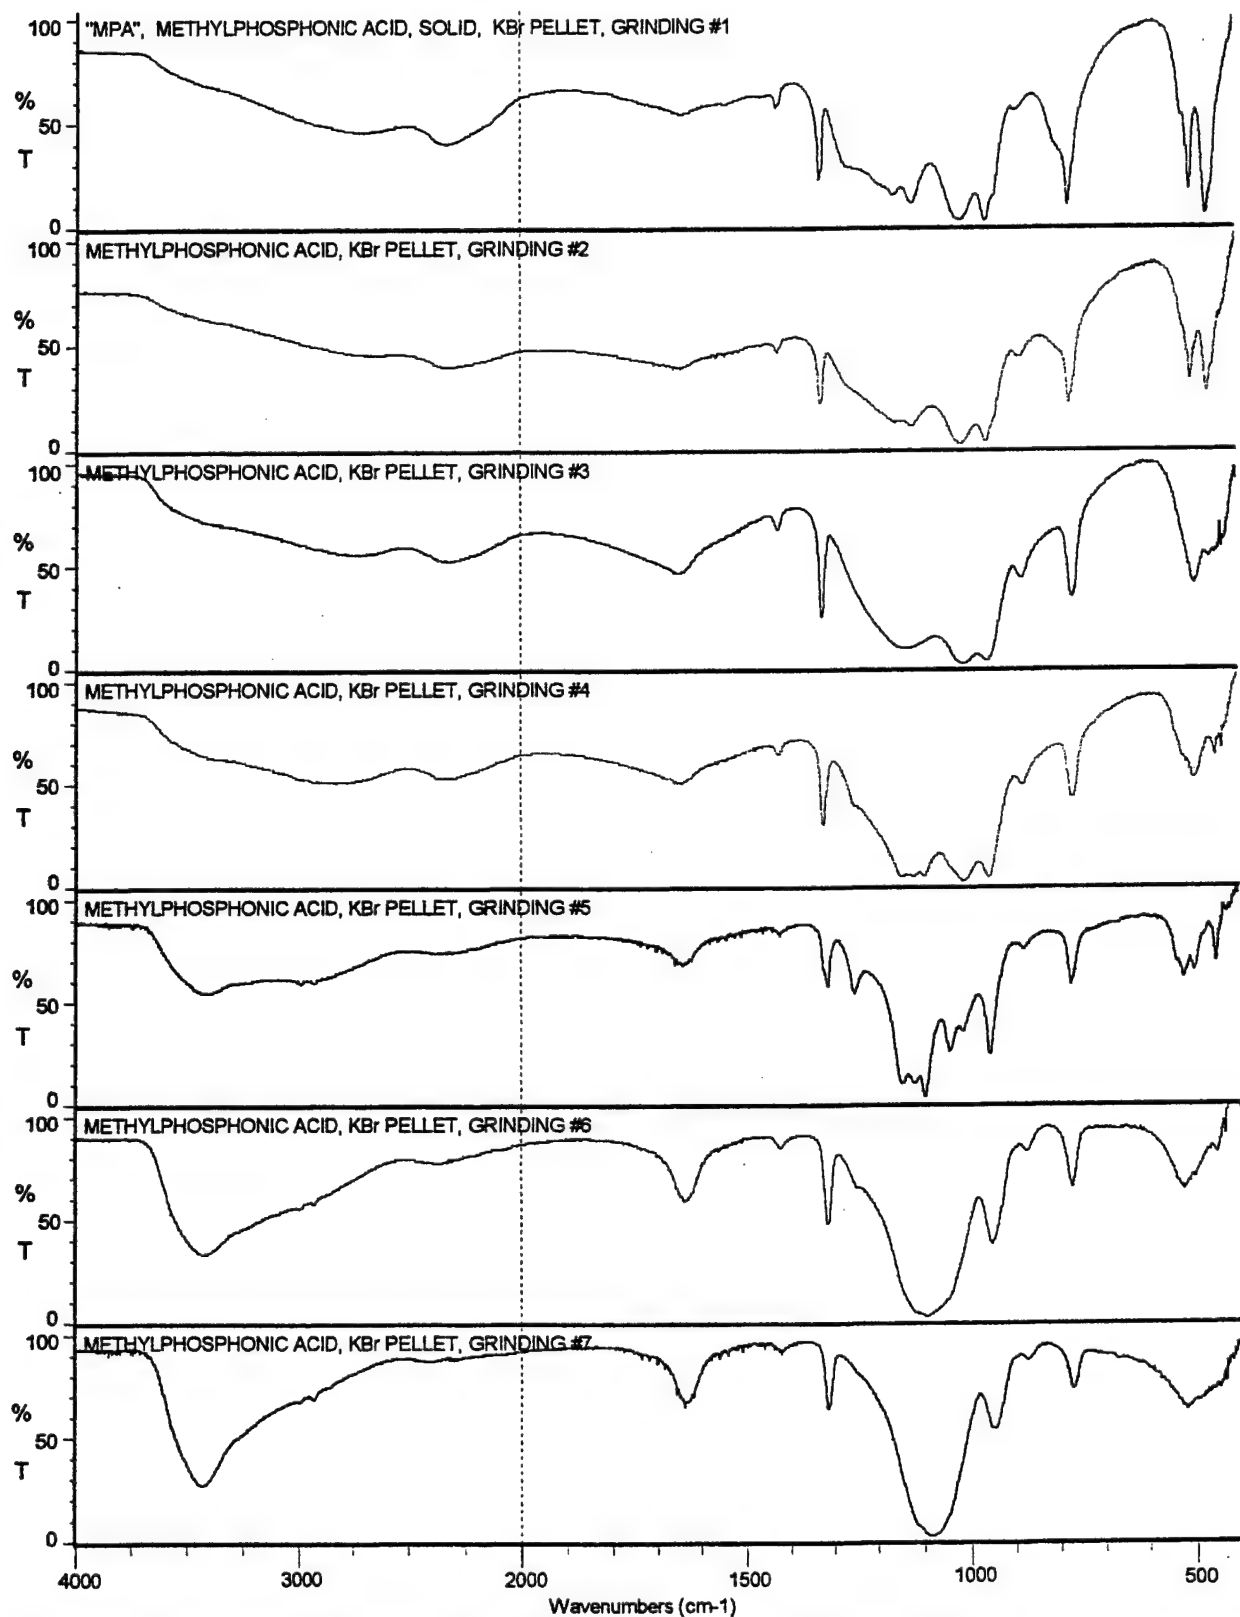 "MPA", METHYLPHOSPHONIC ACID, SOLID, KBr PELLET, GRINDING #1
100
%
50
T
0
METHYLPHOSPHONIC ACID, KBr PELLET, GRINDING #2
100
%
50
T
0
METHYLPHOSPHONIC ACID, KBr PELLET, GRINDING #3
100
%
50
T
0
METHYLPHOSPHONIC ACID, KBr PELLET, GRINDING #4
100
%
50
T
0
METHYLPHOSPHONIC ACID, KBr PELLET, GRINDING #5
100
%
50
T
0
METHYLPHOSPHONIC ACID, KBr PELLET, GRINDING #6
100
%
50
T
0
METHYLPHOSPHONIC ACID, KBr PELLET, GRINDING #7
100
%
50
T
0
4000 3000 2000 1500 1000 500
Wavenumbers (cm-1)